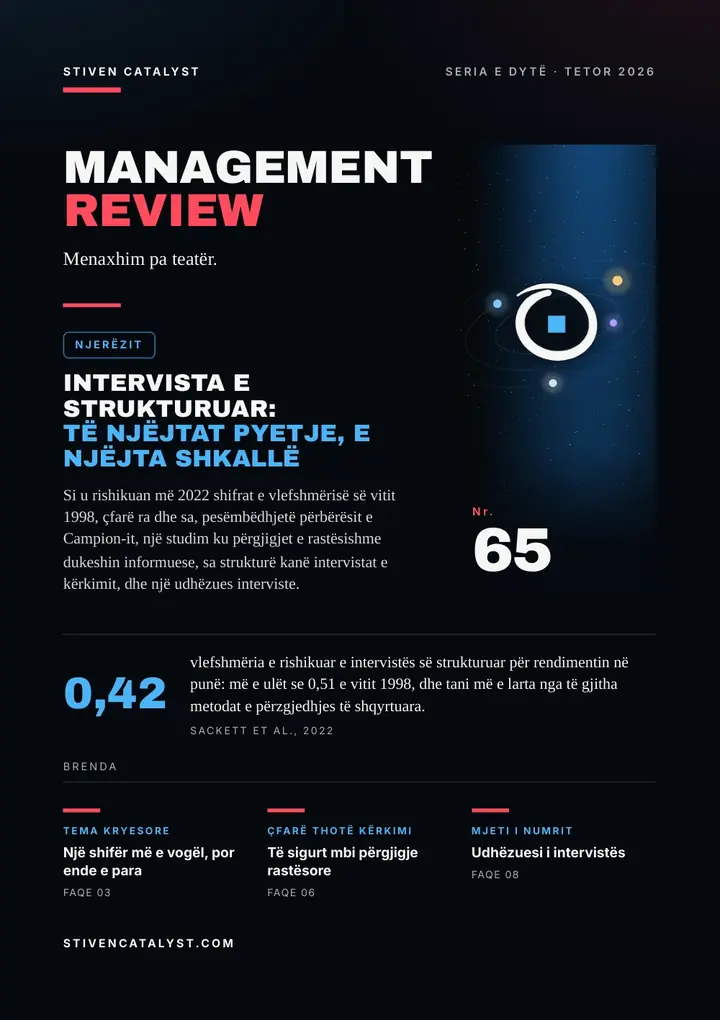 STIVEN CATALYST
SERIA E DYTË · TETOR 2026
MANAGEMENT
REVIEW
Menaxhim pa teatër.
NJERËZIT
INTERVISTA E
STRUKTURUAR:
TË NJËJTAT PYETJE, E
NJËJTA SHKALLË
Si u rishikuan më 2022 shifrat e vlefshmërisë së vitit
1998, çfarë ra dhe sa, pesëmbëdhjetë përbërësit e
Campion-it, një studim ku përgjigjet e rastësishme
dukeshin informuese, sa strukturë kanë intervistat e
kërkimit, dhe një udhëzues interviste.
Nr.
65
0,42
vlefshmëria e rishikuar e intervistës së strukturuar për rendimentin në
punë: më e ulët se 0,51 e vitit 1998, dhe tani më e larta nga të gjitha
metodat e përzgjedhjes të shqyrtuara.
SACKETT ET AL., 2022
BRENDA
TEMA KRYESORE
Një shifër më e vogël, por
ende e para
FAQE 03
ÇFARË THOTË KËRKIMI
Të sigurt mbi përgjigje
rastësore
FAQE 06
MJETI I NUMRIT
Udhëzuesi i intervistës
FAQE 08
STIVENCATALYST.COM